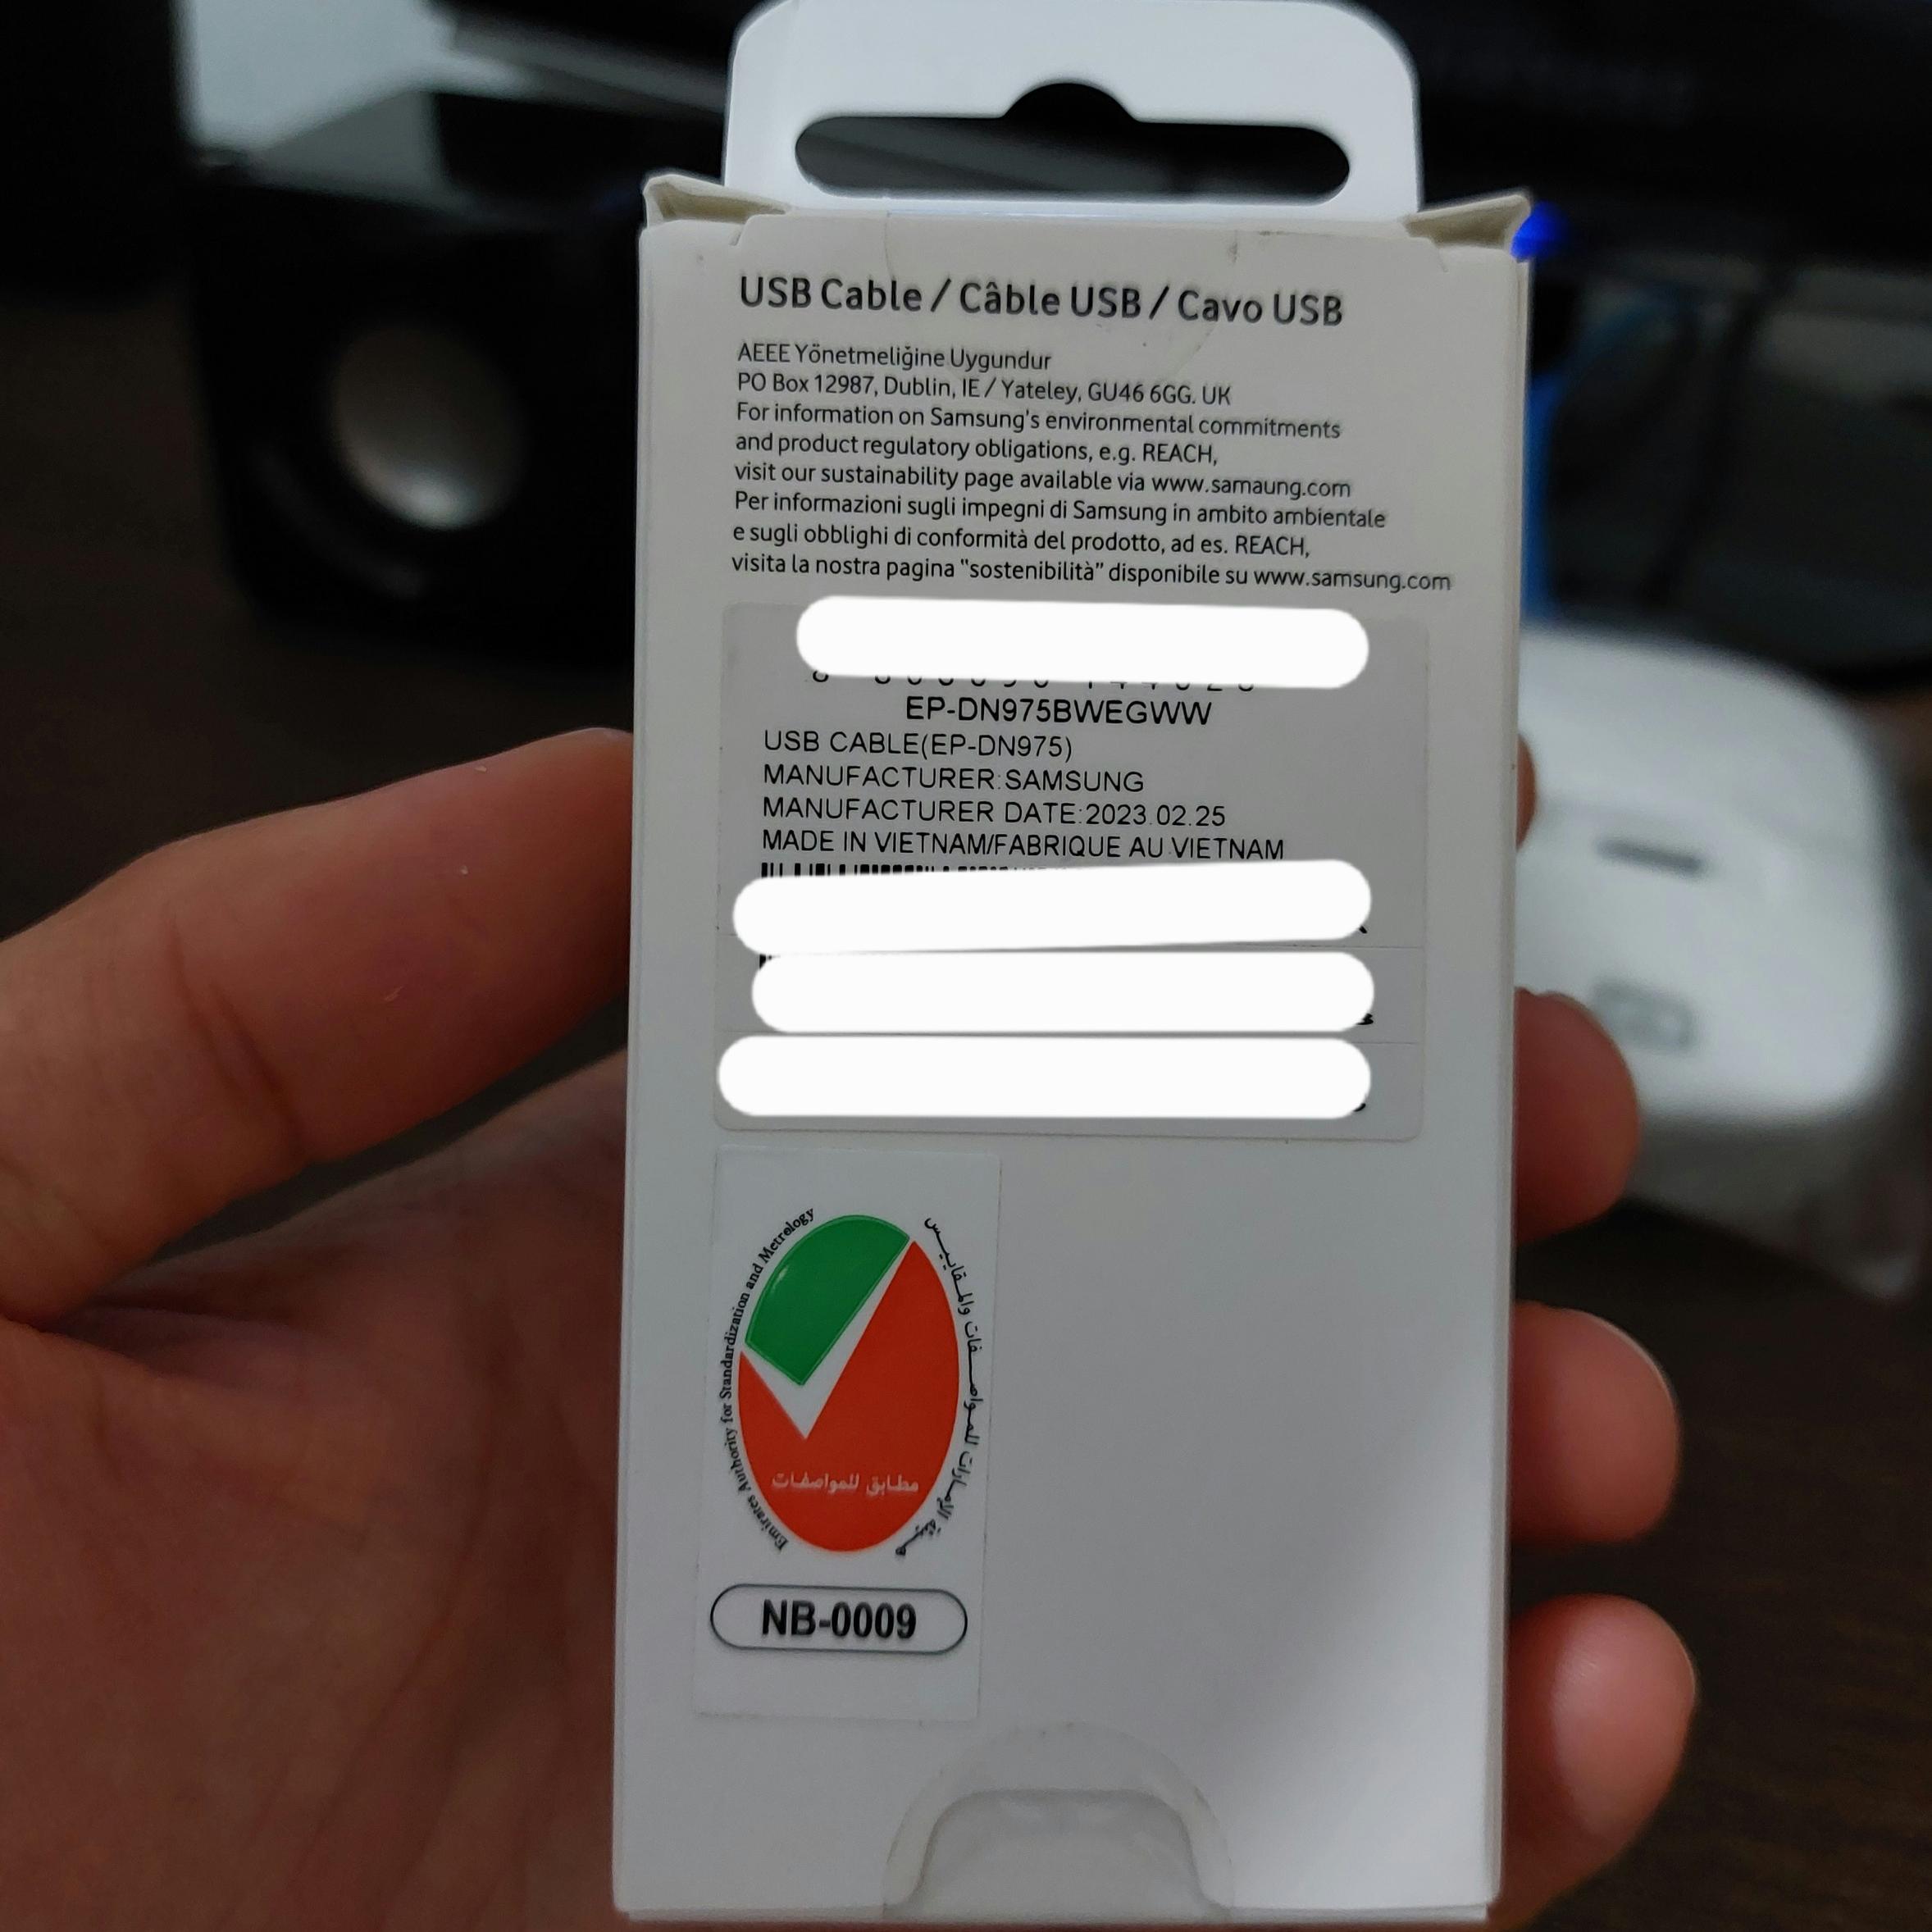 USB Cable / Câble USB / Cavo USB
AEEE Yönetmeliğine Uygundur
PO Box 12987, Dublin, IE / Yateley, GU46 6GG. UK
For information on Samsung's environmental commitments
and product regulatory obligations, e.g. REACH,
visit our sustainability page available via www.samaung.com
Per informazioni sugli impegni di Samsung in ambito ambientale
e sugli obblighi di conformità del prodotto, ad es. REACH,
visita la nostra pagina "sostenibilità" disponibile su www.samsung.com
EP-DN975BWEGWW
USB CABLE(EP-DN975)
MANUFACTURER:SAMSUNG
MANUFACTURER DATE:2023.02.25
MADE IN VIETNAM/FABRIQUE AU VIETNAM
Emirates Authority for Standardization and Metrology
هيئة الإمارات للمواصفات والمقاييس
مطابق للمواصفات
NB-0009